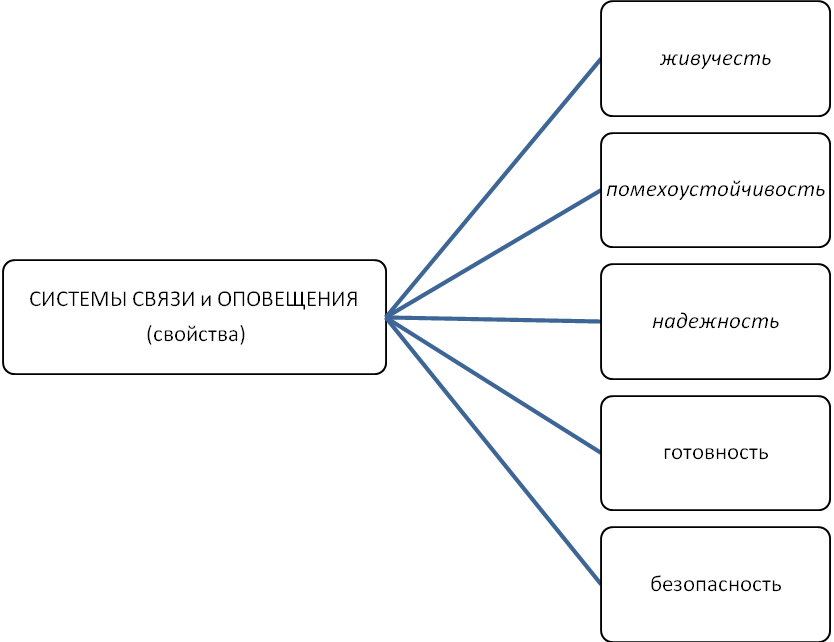 живучесть
помехоустойчивость
СИСТЕМЫ СВЯЗИ и ОПОВЕЩЕНИЯ
(свойства)
надежность
готовность
безопасность